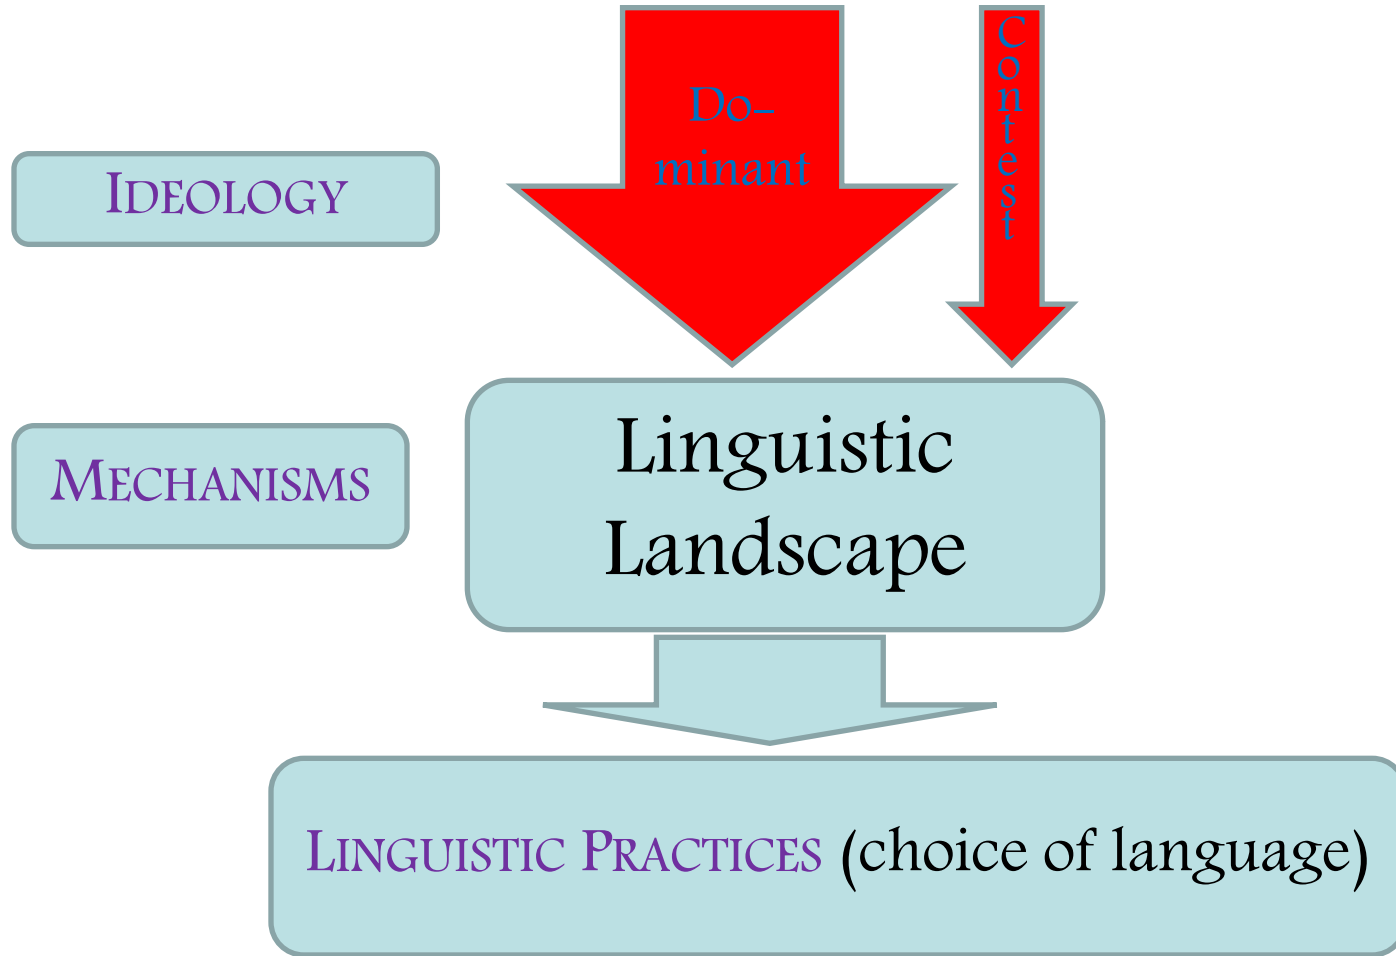 Do-
minant
Contest
IDEOLOGY
Linguistic
Landscape
MECHANISMS
LINGUISTIC PRACTICES (choice of language)